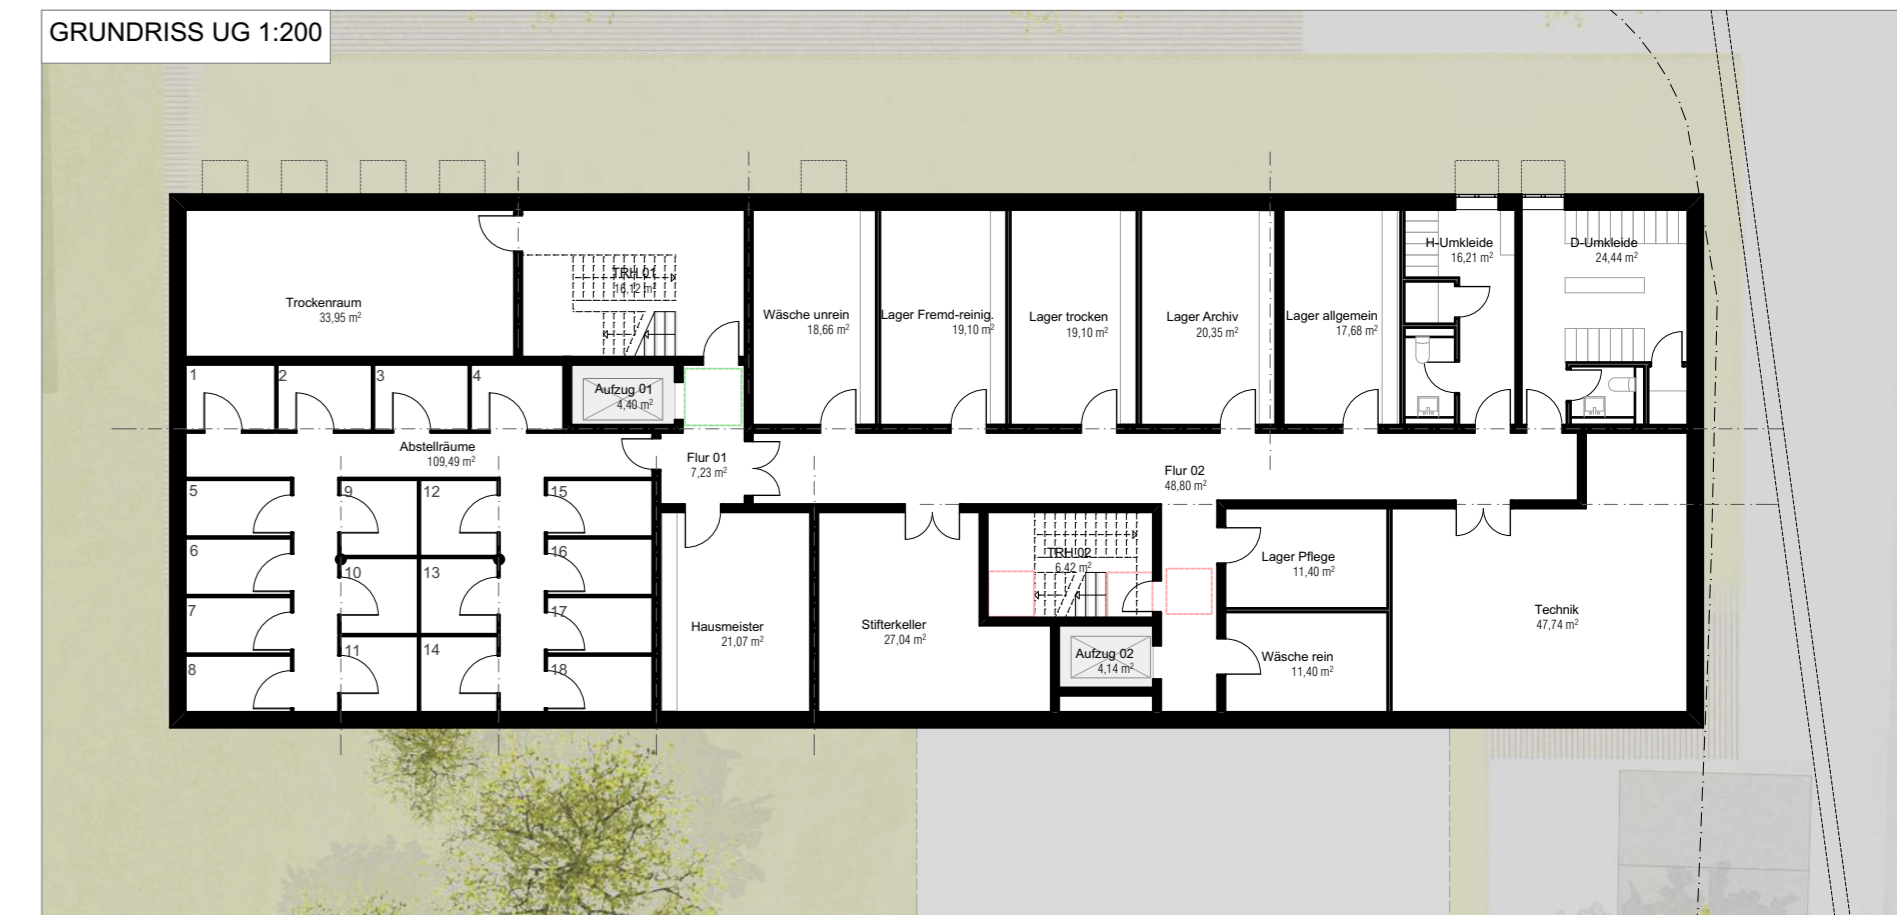 GRUNDRISS UG 1:200
Trockenraum
33,95 m²
TRH 01
16,12 m²
Wäsche unrein
18,66 m²
Lager Fremd-reinig.
19,10 m²
Lager trocken
19,10 m²
Lager Archiv
20,35 m²
Lager allgemein
17,68 m²
H-Umkleide
16,21 m²
D-Umkleide
24,44 m²
1
2
3
4
Aufzug 01
4,40 m²
Abstellräume
109,49 m²
Flur 01
7,23 m²
Flur 02
48,80 m²
5
6
7
8
9
10
11
12
13
14
15
16
17
18
Hausmeister
21,07 m²
Stifterkeller
27,04 m²
TRH 02
6,42 m²
Aufzug 02
4,14 m²
Lager Pflege
11,40 m²
Wäsche rein
11,40 m²
Technik
47,74 m²